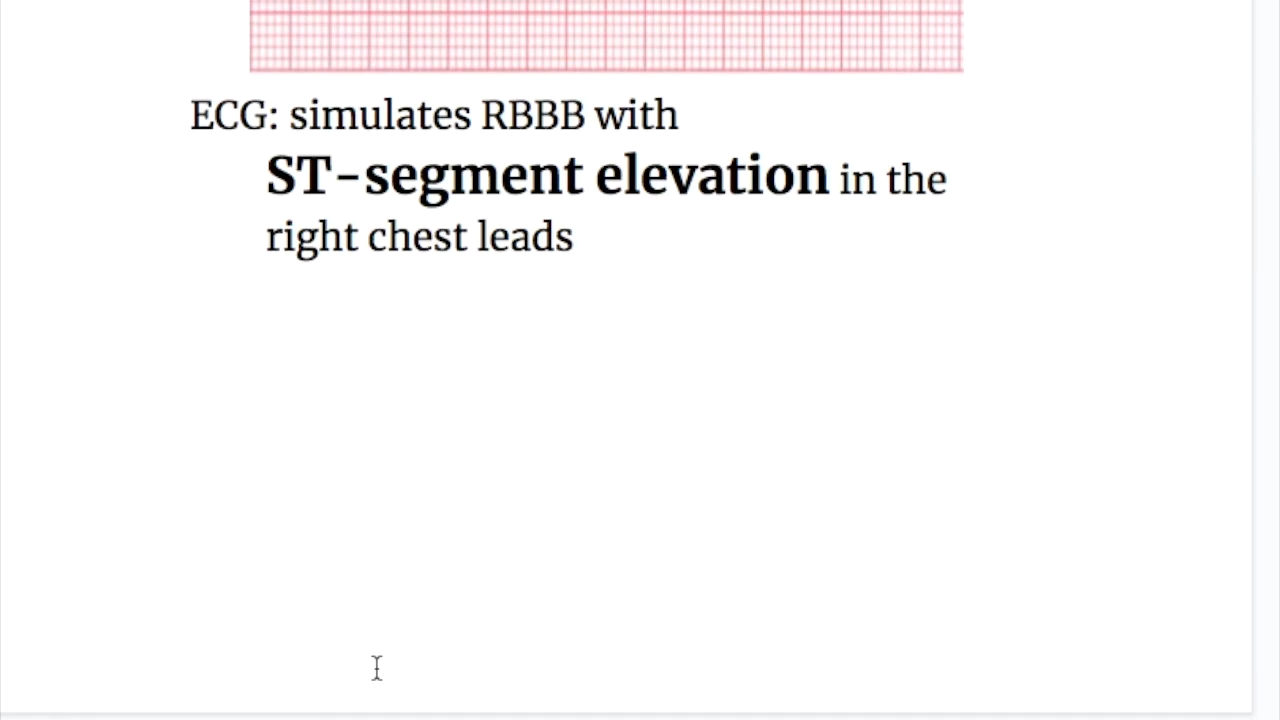 ECG: simulates RBBB with
ST-segment elevation in the
right chest leads